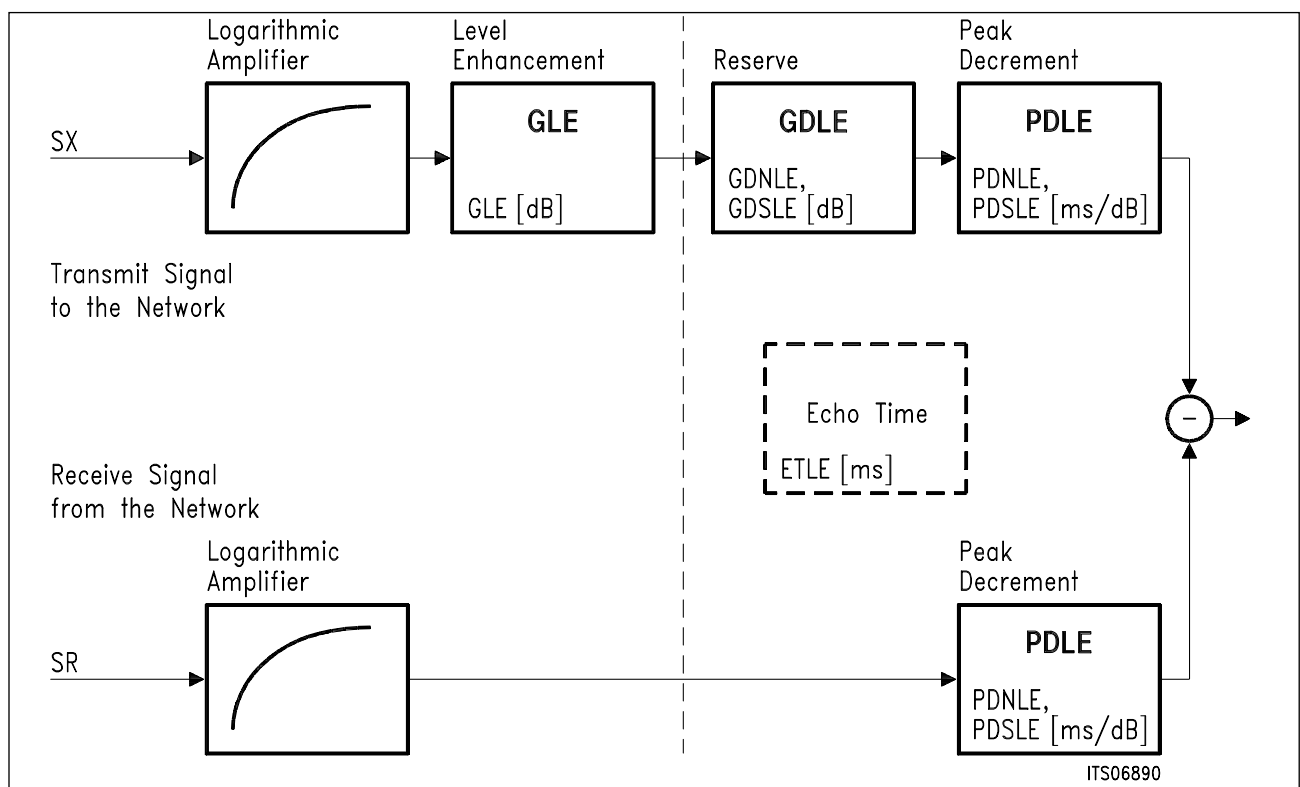 Logarithmic
Amplifier
Level
Enhancement
Reserve
Peak
Decrement
SX
GLE
GLE [dB]
GDLE
GDNLE,
GDSLE [dB]
PDLE
PDNLE,
PDSLE [ms/dB]
Transmit Signal
to the Network
Echo Time
ETLE [ms]
−
Receive Signal
from the Network
Logarithmic
Amplifier
Peak
Decrement
SR
PDLE
PDNLE,
PDSLE [ms/dB]
ITS06890